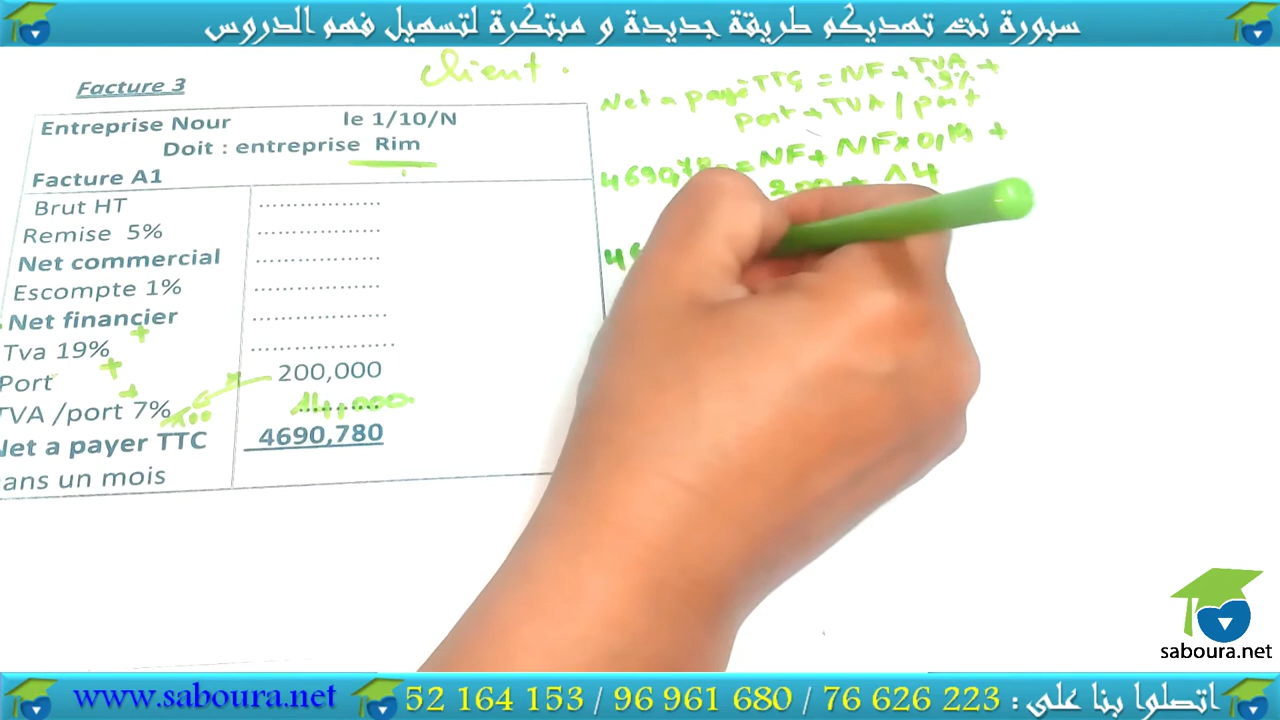 سبورة نت تهديكم طريقة جديدة و مبتكرة لتسهيل فهم الدروس
Client.
Facture 3
Entreprise Nour le 1/10/N
Doit : entreprise Rim
Facture A1
Brut HT ....................
Remise 5% ....................
Net commercial ....................
Escompte 1% ....................
Net financier ....................
+
Tva 19% ....................
+
Port 200,000
+
TVA /port 7% 14,000
Net a payer TTC 4690,780
ans un mois
Net a payé TTC = NF + TVA 19% +
port + TVA / port
4690,78 = NF + NF x 0,19 +
200 + 14
saboura.net
www.saboura.net 52 164 153 / 96 961 680 / 76 626 223 : اتصلوا بنا على